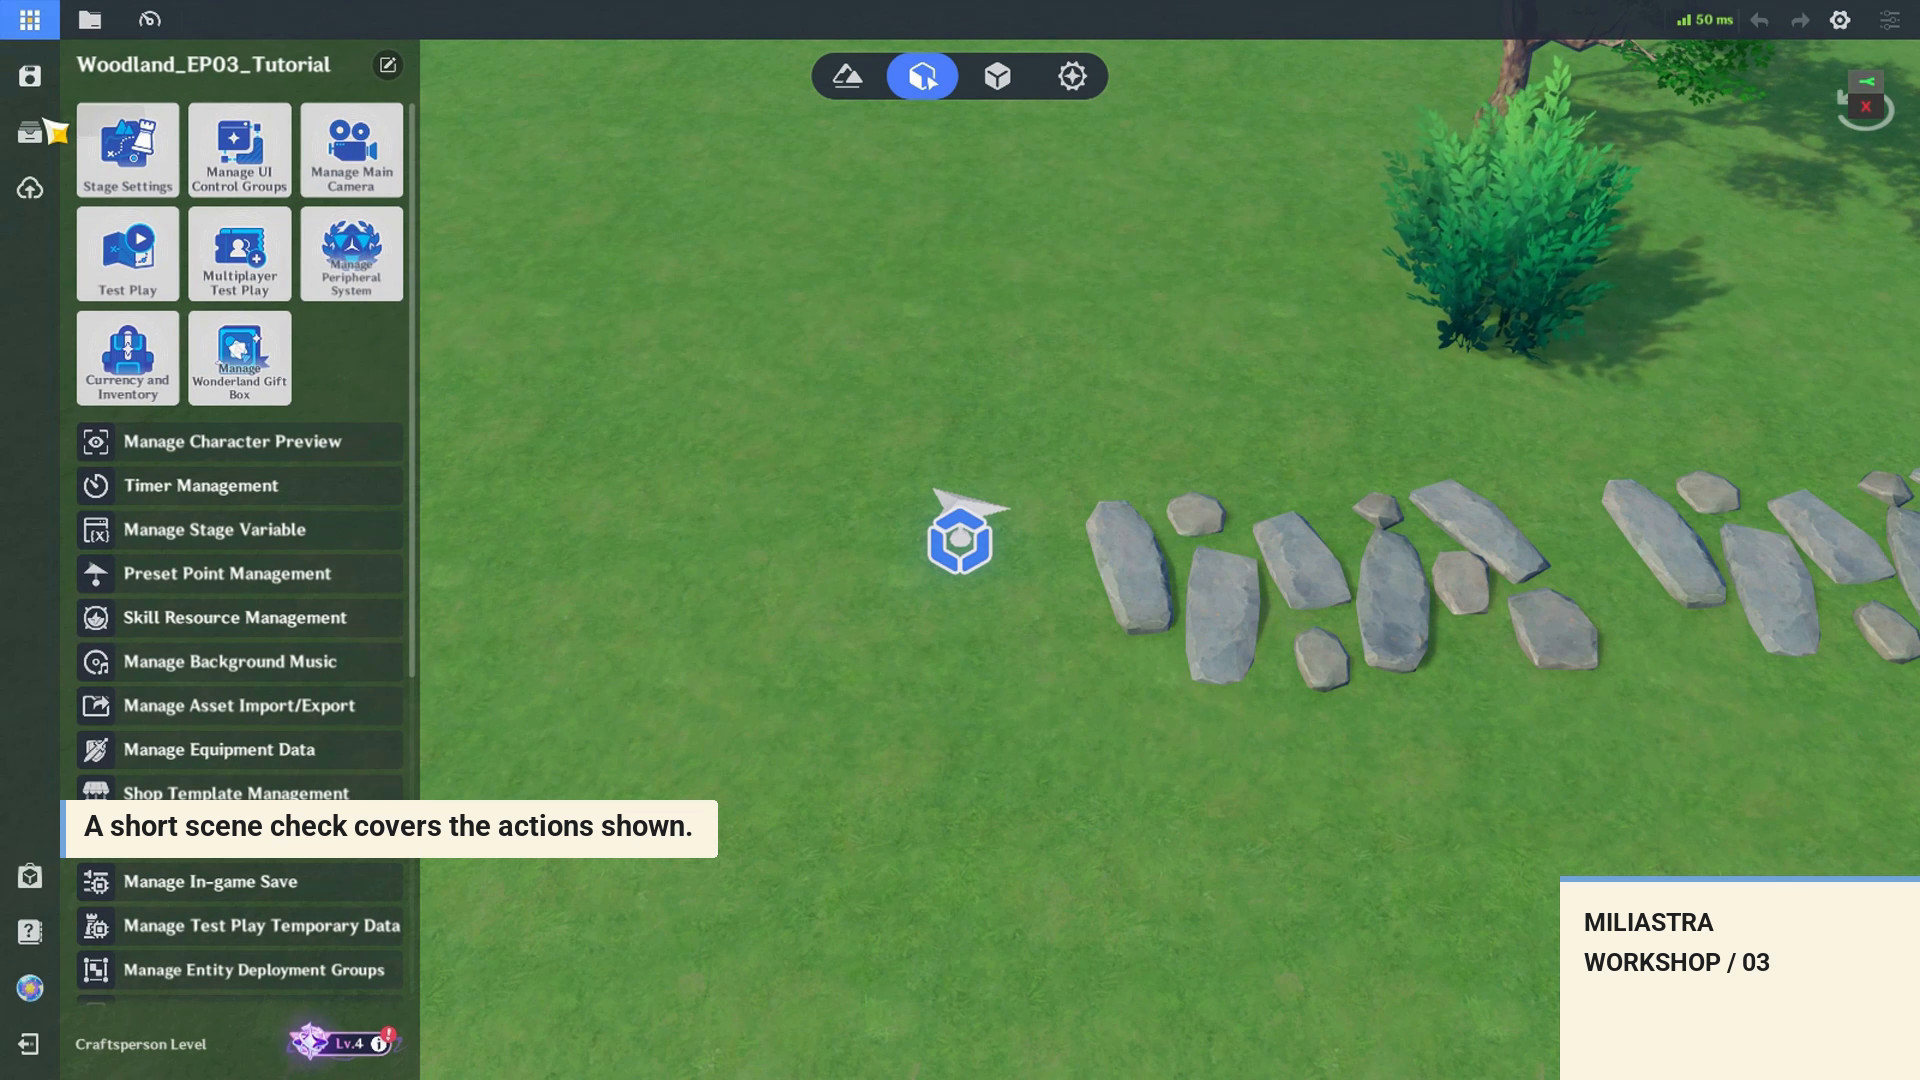 50 ms
Woodland_EP03_Tutorial
Stage Settings
Manage UI
Control Groups
Manage Main
Camera
Test Play
Multiplayer
Test Play
Manage
Peripheral
System
Currency and
Inventory
Manage
Wonderland Gift
Box
Manage Character Preview
Timer Management
Manage Stage Variable
Preset Point Management
Skill Resource Management
Manage Background Music
Manage Asset Import/Export
Manage Equipment Data
Shop Template Management
A short scene check covers the actions shown.
Manage In-game Save
Manage Test Play Temporary Data
Manage Entity Deployment Groups
Craftsperson Level
Lv.4
MILIASTRA
WORKSHOP / 03